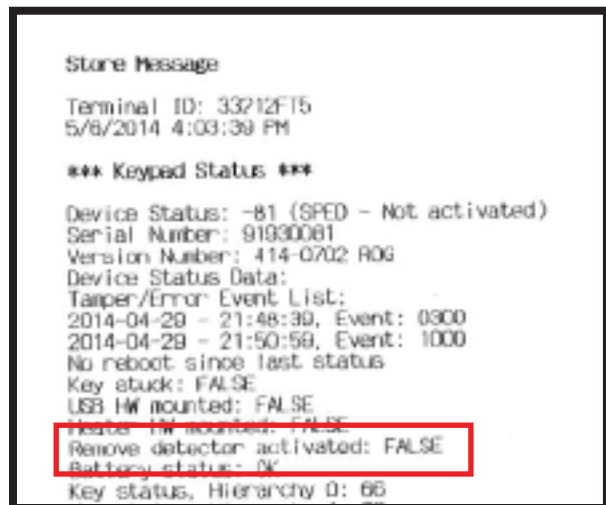 Store Message
Terminal ID: 33212FT5
5/6/2014 4:03:39 PM
*** Keypad Status ***
Device Status: -81 (SPED - Not activated)
Serial Number: 91930081
Version Number: 414-0702 ROG
Device Status Data:
Tamper/Error Event List:
2014-04-29 - 21:48:39, Event: 0300
2014-04-29 - 21:50:59, Event: 1000
No reboot since last status
Key stuck: FALSE
USB HW mounted: FALSE
Heater HW mounted: FALSE
Remove detector activated: FALSE
Battery status: OK
Key status, Hierarchy 0: 66